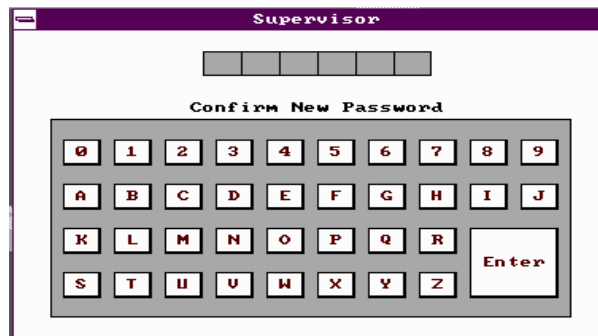 Supervisor
Confirm New Password
0 1 2 3 4 5 6 7 8 9
A B C D E F G H I J
K L M N O P Q R
Enter
S T U V W X Y Z